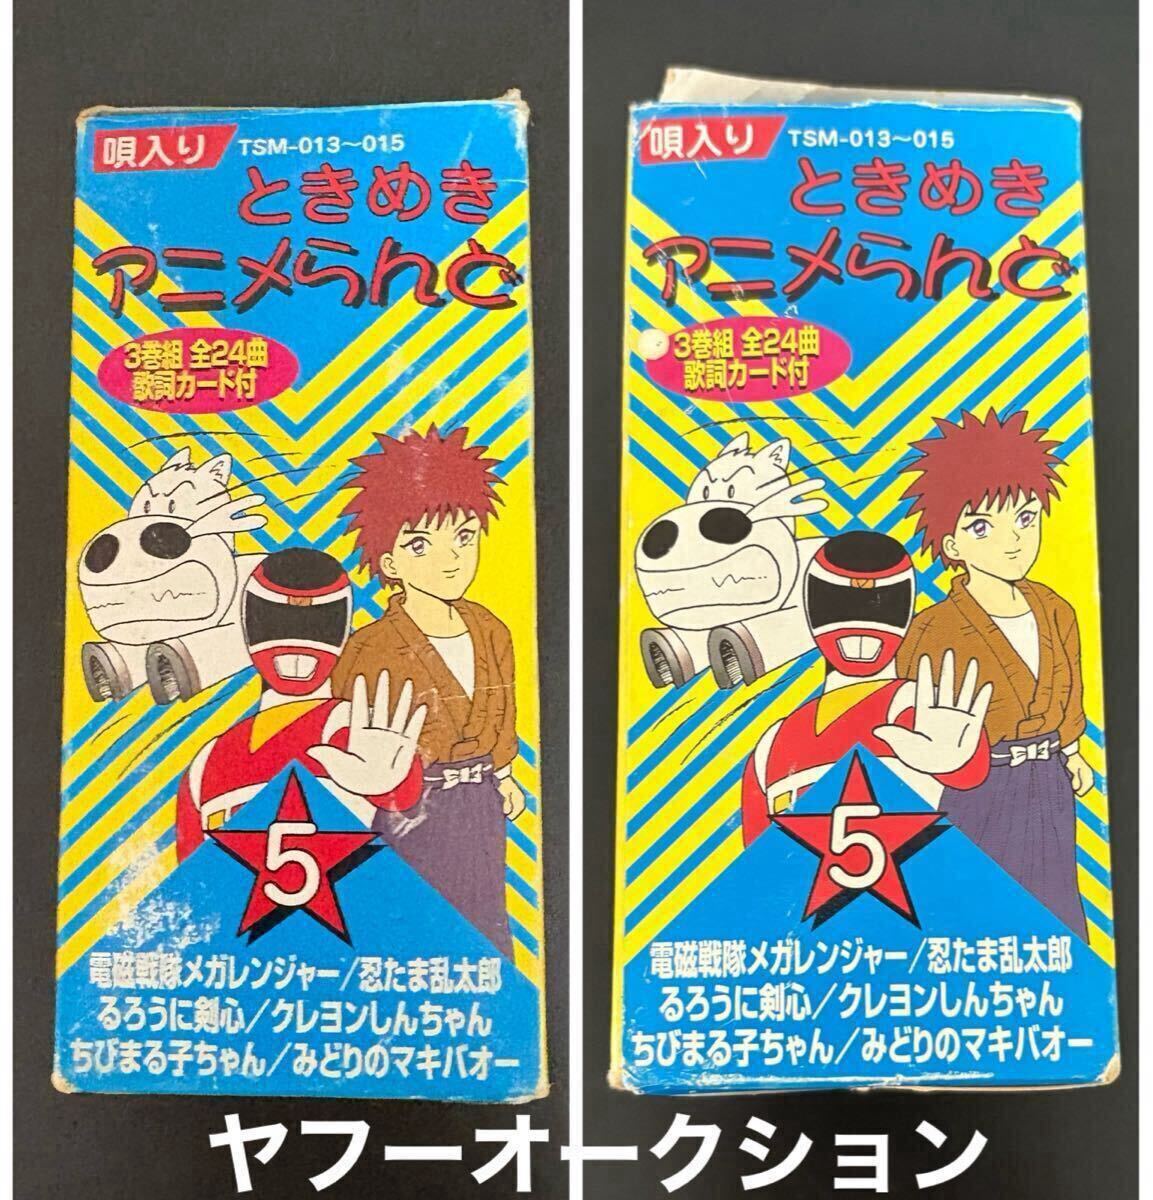 唄入り
TSM-013～015
ときめき
アニメらんど
3巻組 全24曲
歌詞カード付
5
電磁戦隊メガレンジャー/忍たま乱太郎
るろうに剣心/クレヨンしんちゃん
ちびまる子ちゃん/みどりのマキバオー
唄入り
TSM-013～015
ときめき
アニメらんど
3巻組 全24曲
歌詞カード付
5
電磁戦隊メガレンジャー/忍たま乱太郎
るろうに剣心/クレヨンしんちゃん
ちびまる子ちゃん/みどりのマキバオー
ヤフーオークション